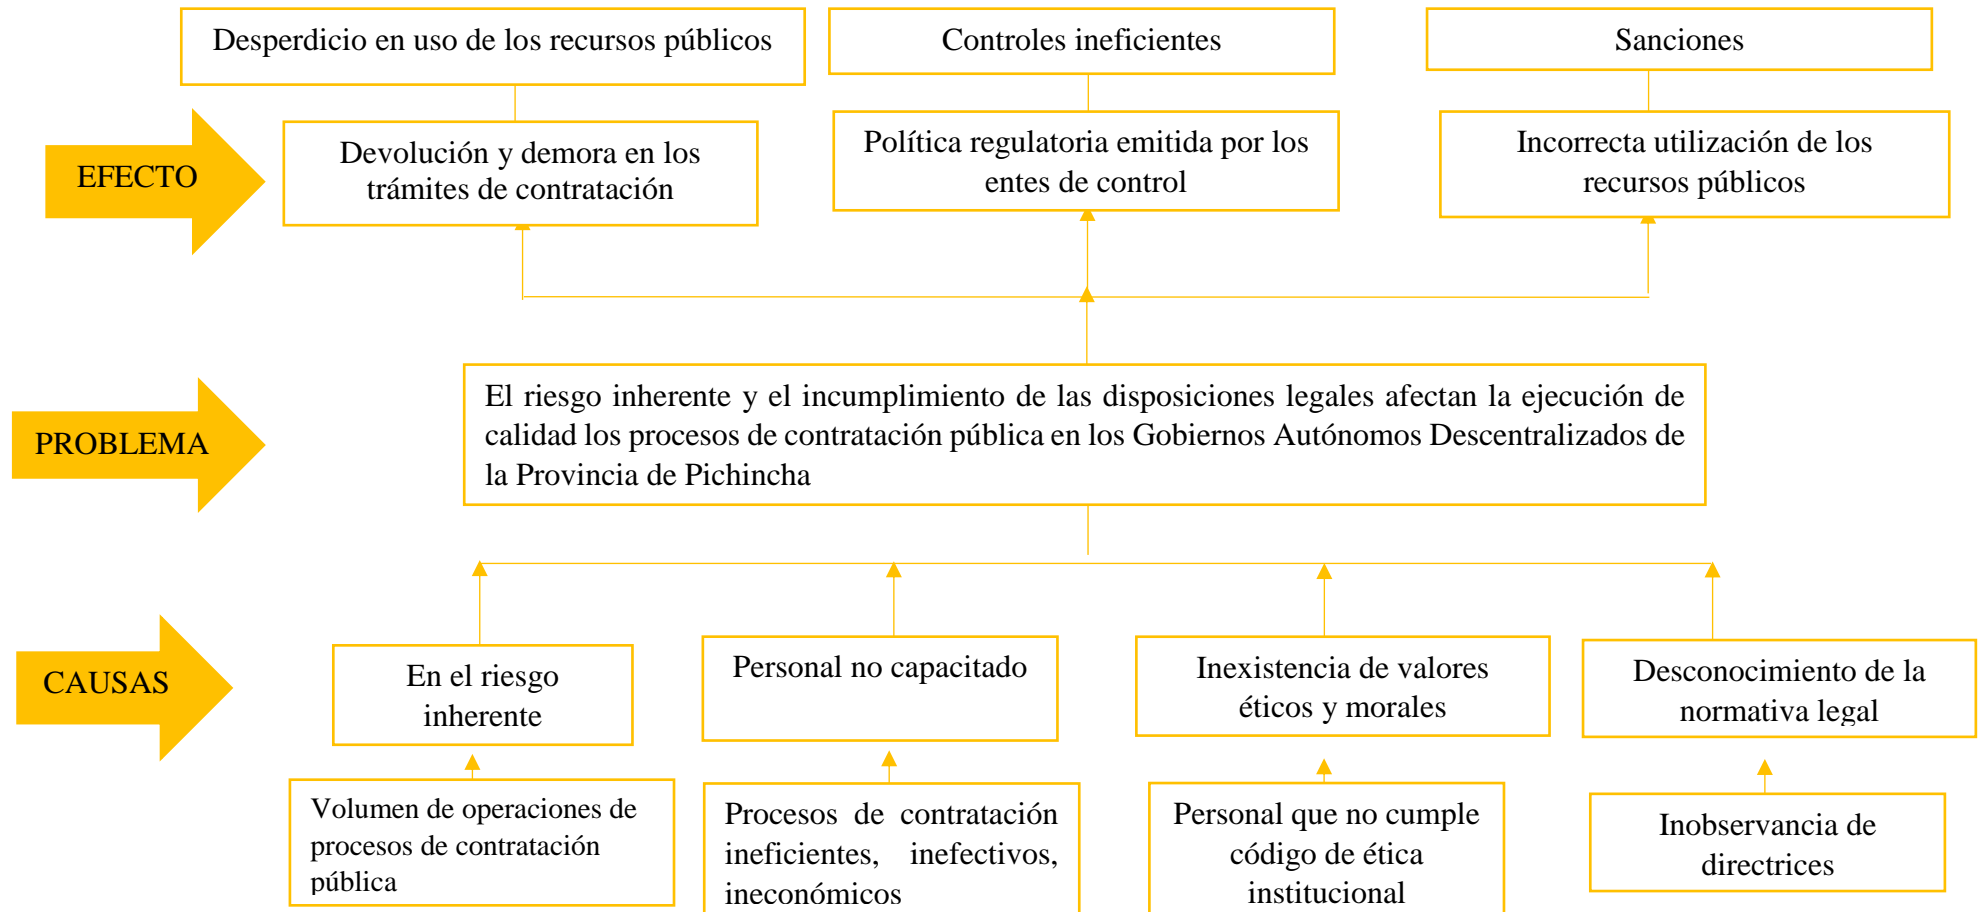 Desperdicio en uso de los recursos públicos
Controles ineficientes
Sanciones
EFECTO
Devolución y demora en los
trámites de contratación
Política regulatoria emitida por los
entes de control
Incorrecta utilización de los
recursos públicos
PROBLEMA
El riesgo inherente y el incumplimiento de las disposiciones legales afectan la ejecución de
calidad los procesos de contratación pública en los Gobiernos Autónomos Descentralizados de
la Provincia de Pichincha
CAUSAS
En el riesgo
inherente
Personal no capacitado
Inexistencia de valores
éticos y morales
Desconocimiento de la
normativa legal
Volumen de operaciones de
procesos de contratación
pública
Procesos de contratación
ineficientes, inefectivos,
ineconómicos
Personal que no cumple
código de ética
institucional
Inobservancia de
directrices